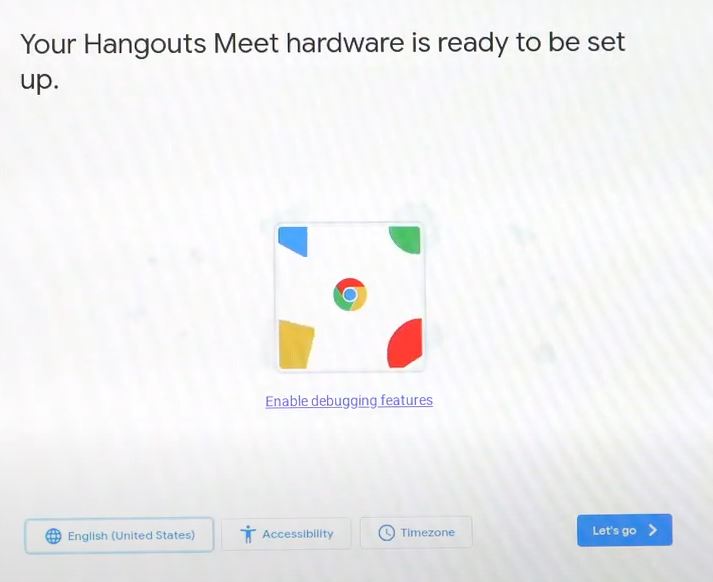 Your Hangouts Meet hardware is ready to be set
up.
Enable debugging features
English (United States)
Accessibility
Timezone
Let's go